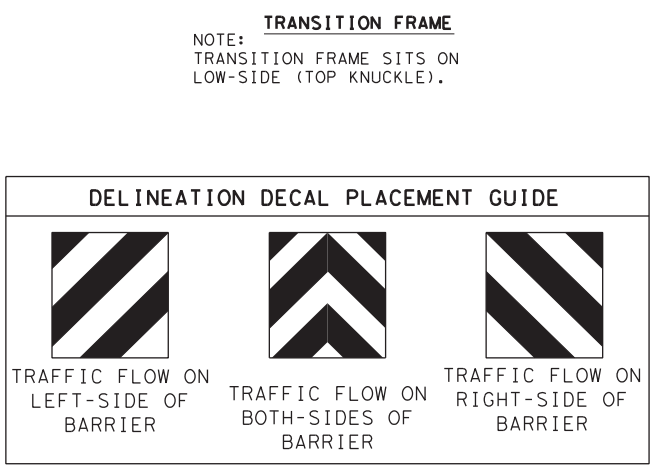 TRANSITION FRAME
NOTE:
TRANSITION FRAME SITS ON
LOW-SIDE (TOP KNUCKLE).
DELINEATION DECAL PLACEMENT GUIDE
TRAFFIC FLOW ON
LEFT-SIDE OF
BARRIER
TRAFFIC FLOW ON
BOTH-SIDES OF
BARRIER
TRAFFIC FLOW ON
RIGHT-SIDE OF
BARRIER